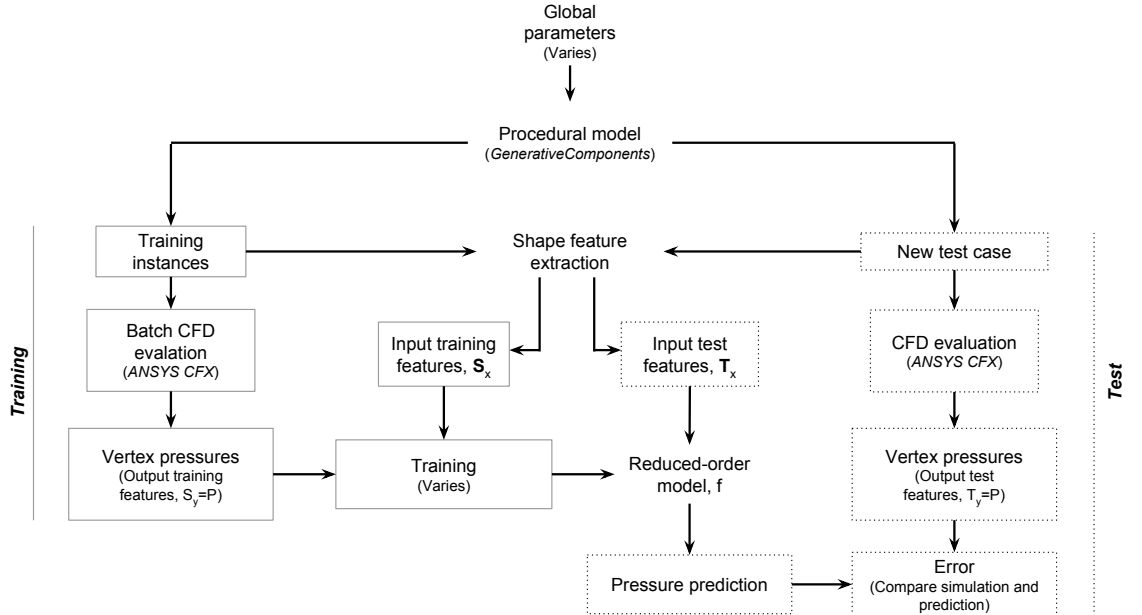 Global
parameters
(Varies)
Procedural model
(GenerativeComponents)
Training
instances
Shape feature
extraction
New test case
Batch CFD
evalation
(ANSYS CFX)
Input training
features, Sx
Input test
features, Tx
CFD evaluation
(ANSYS CFX)
Training
Test
Vertex pressures
(Output training
features, Sy=P)
Training
(Varies)
Reduced-order
model, f
Vertex pressures
(Output test
features, Ty=P)
Pressure prediction
Error
(Compare simulation and
prediction)